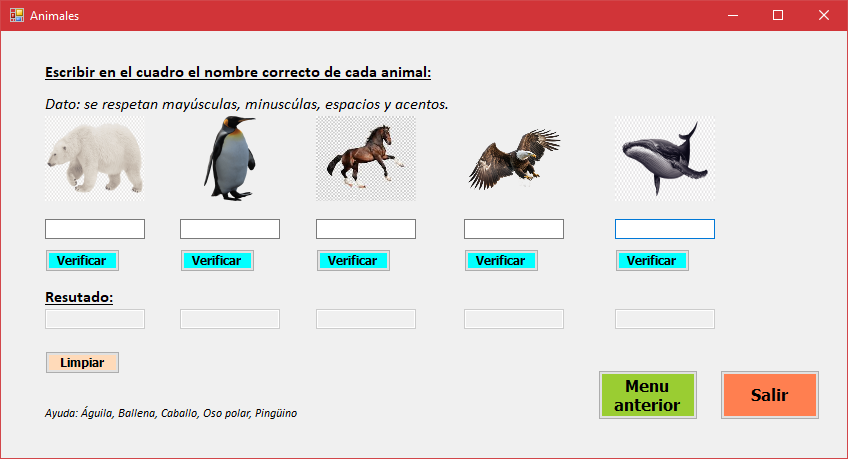 Animales
Escribir en el cuadro el nombre correcto de cada animal:
Dato: se respetan mayúsculas, minuscúlas, espacios y acentos.
Verificar Verificar Verificar Verificar Verificar
Resutado:
Limpiar
Menu
anterior
Salir
Ayuda: Águila, Ballena, Caballo, Oso polar, Pingüino